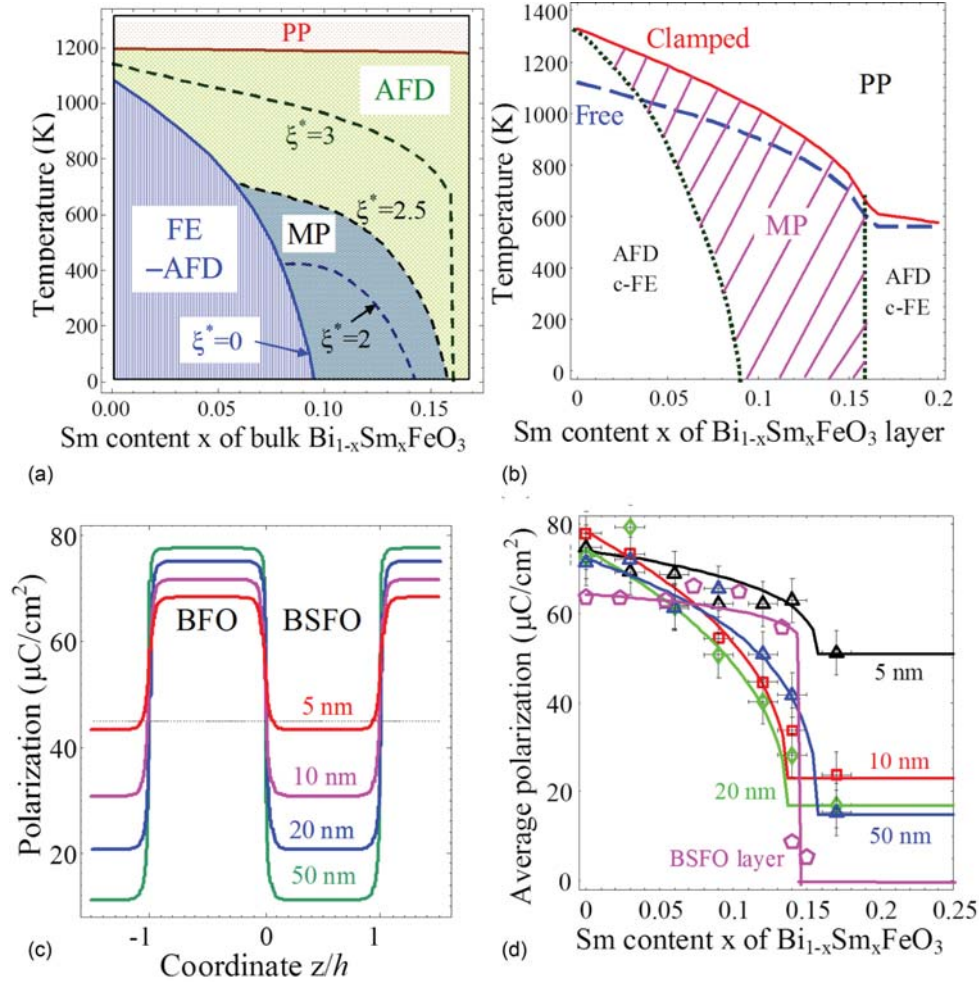 PP
AFD
ξ*=3
ξ*=2.5
FE
–AFD
MP
ξ*=0
ξ*=2
Temperature (K)
1200
1000
800
600
400
200
0
0.00 0.05 0.10 0.15
Sm content x of bulk Bi₁₋ₓSmₓFeO₃
(a)
Clamped
PP
Free
MP
AFD
c-FE
AFD
c-FE
Temperature (K)
1400
1200
1000
800
600
400
200
0
0 0.04 0.08 0.12 0.16 0.2
Sm content x of Bi₁₋ₓSmₓFeO₃ layer
(b)
BFO
BSFO
5 nm
10 nm
20 nm
50 nm
Polarization (μC/cm²)
80
60
40
20
-1 0 1
Coordinate z/h
(c)
5 nm
10 nm
20 nm
50 nm
BSFO layer
Average polarization (μC/cm²)
80
60
40
20
0
0 0.05 0.1 0.15 0.20 0.25
Sm content x of Bi₁₋ₓSmₓFeO₃
(d)